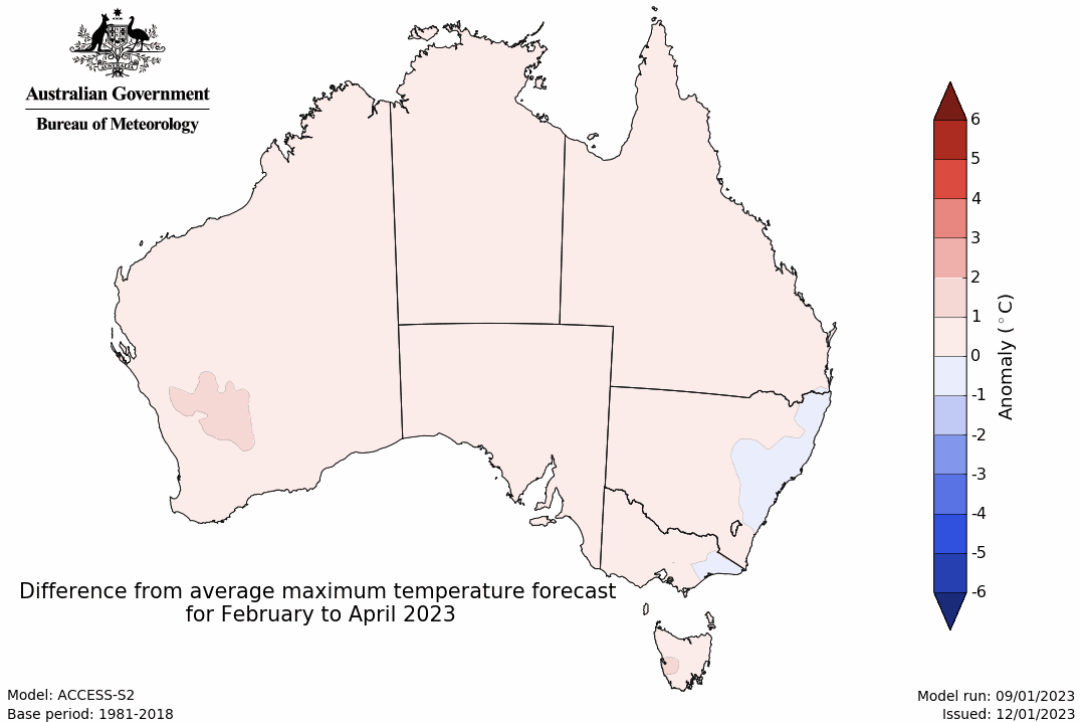 Australian Government
Bureau of Meteorology
6
5
4
3
2
1
0
-1
-2
-3
-4
-5
-6
Anomaly (°C)
Difference from average maximum temperature forecast
for February to April 2023
Model: ACCESS-S2
Base period: 1981-2018
Model run: 09/01/2023
Issued: 12/01/2023